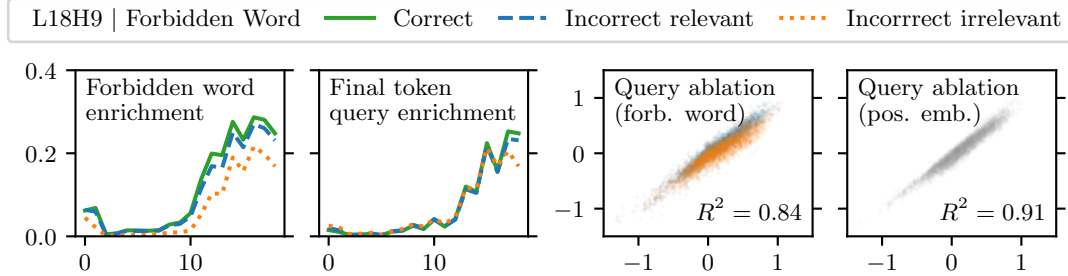 L18H9 | Forbidden Word Correct Incorrect relevant Incorrrect irrelevant
Forbidden word
enrichment
Final token
query enrichment
Query ablation
(forb. word)
Query ablation
(pos. emb.)
0.4
0.2
0.0
1
0
−1
R² = 0.84
R² = 0.91
0 10
0 10
−1 0 1
−1 0 1